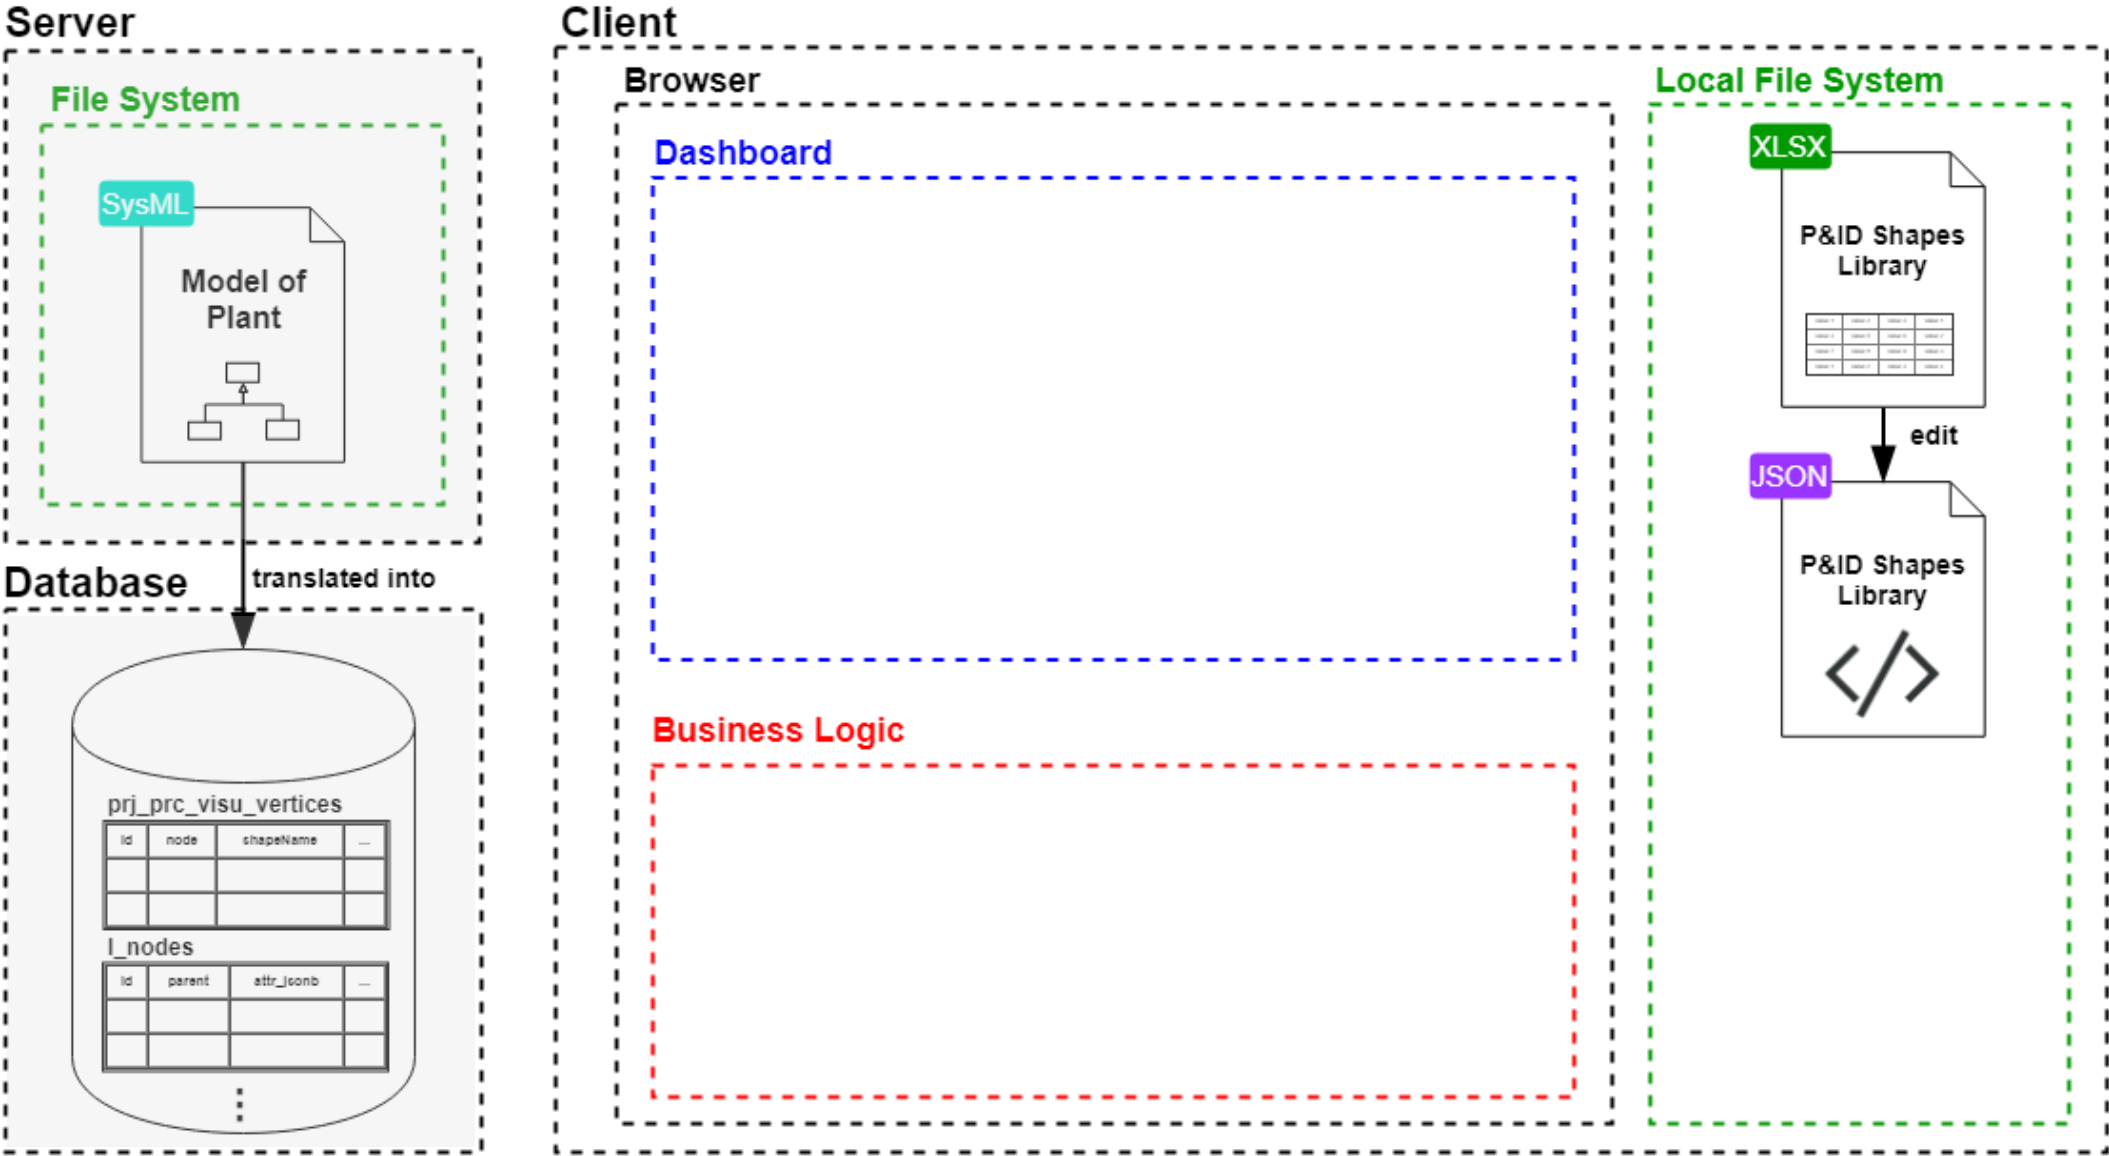 Server
File System
SysML
Model of
Plant
translated into
Database
prj_prc_visu_vertices
id node shapeName ...
l_nodes
id parent attr_jsonb ...
Client
Browser
Dashboard
Business Logic
Local File System
XLSX
P&ID Shapes
Library
edit
JSON
P&ID Shapes
Library